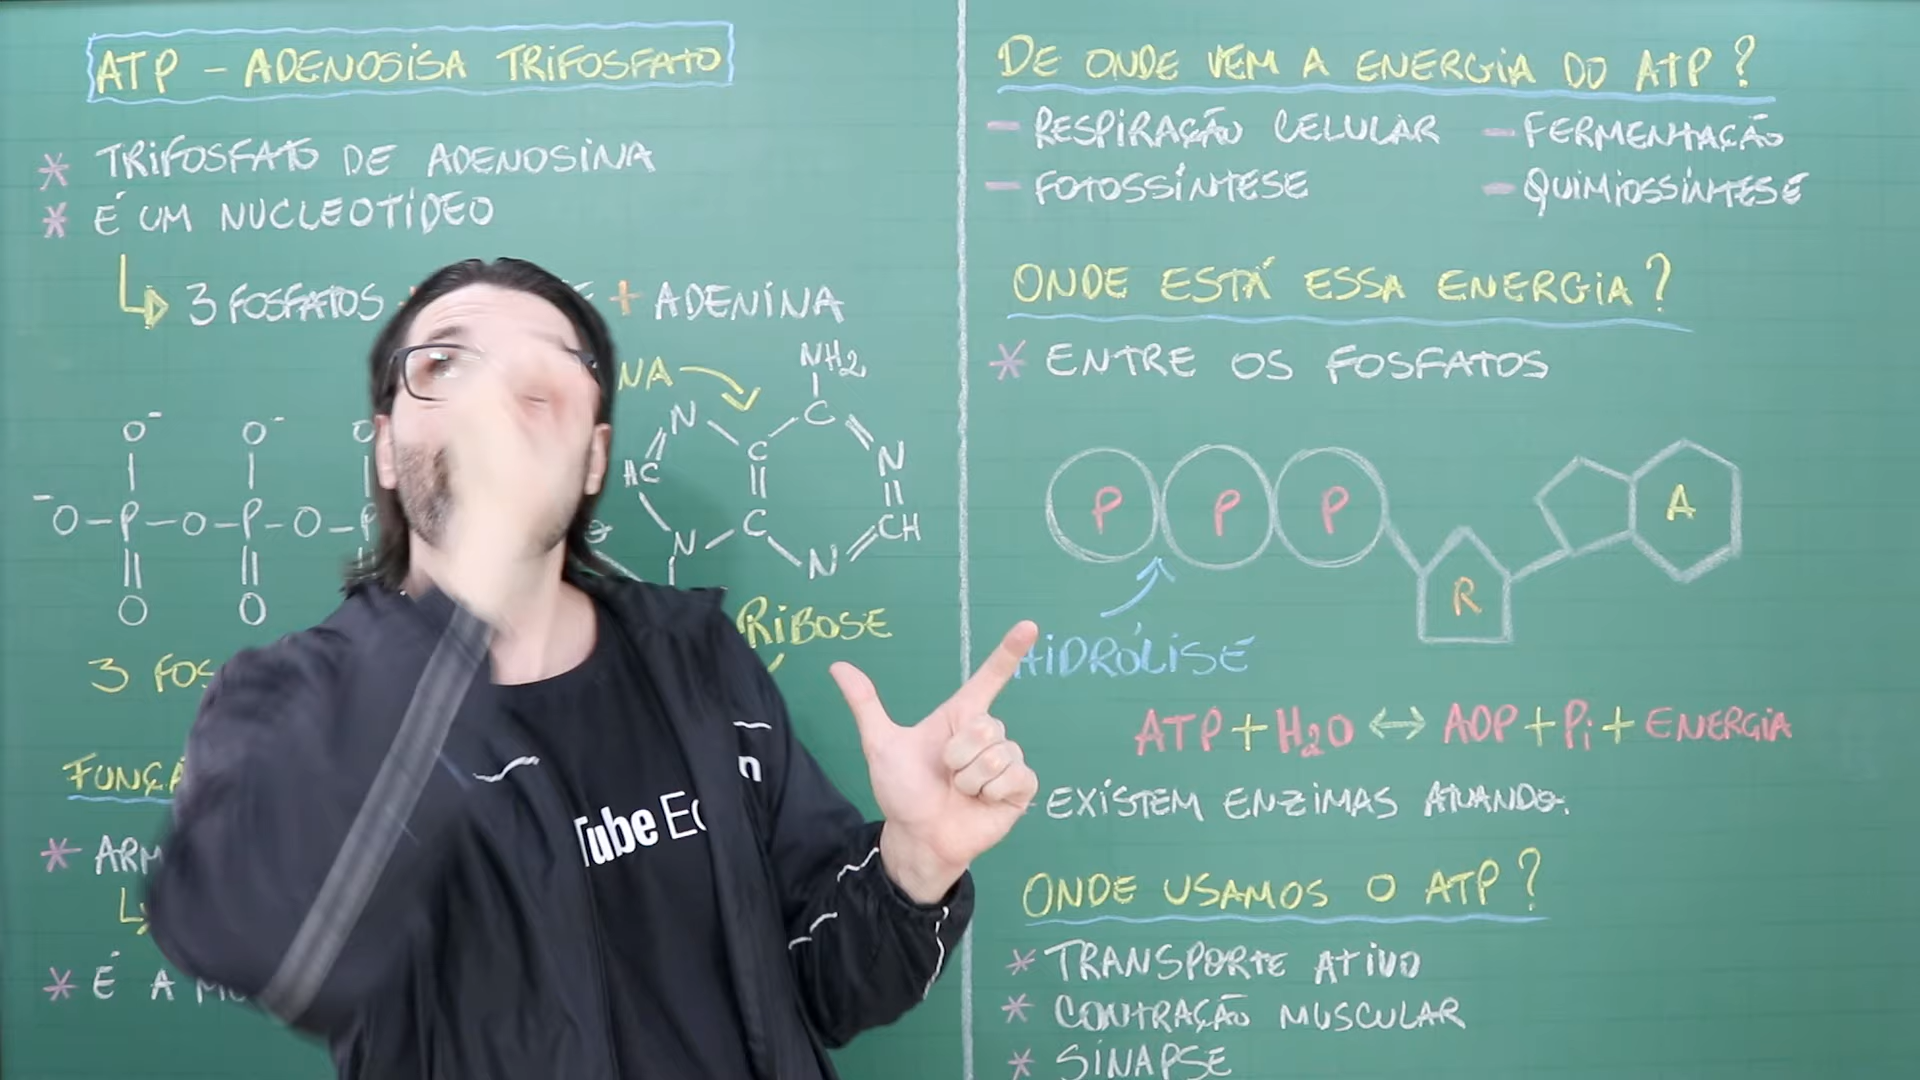 ATP - ADENOSISA TRIFOSFATO
* TRIFOSFATO DE ADENOSINA
* É UM NUCLEOTÍDEO
3 FOSFATOS + ADENINA
NH2
O⁻ O⁻ O
N C N
HC C
⁻O-P-O-P-O-P
C CH
N N
O O
RIBOSE
3 FOS
FUNÇÃ
* ARM
* É A M
Tube Ed
n
DE ONDE VEM A ENERGIA DO ATP?
- RESPIRAÇÃO CELULAR - FERMENTAÇÃO
- FOTOSSÍNTESE - QUIMIOSSÍNTESE
ONDE ESTÁ ESSA ENERGIA?
* ENTRE OS FOSFATOS
P P P R A
HIDRÓLISE
ATP + H2O ↔ ADP + Pi + ENERGIA
- EXISTEM ENZIMAS ATUANDO.
ONDE USAMOS O ATP?
* TRANSPORTE ATIVO
* CONTRAÇÃO MUSCULAR
* SINAPSE